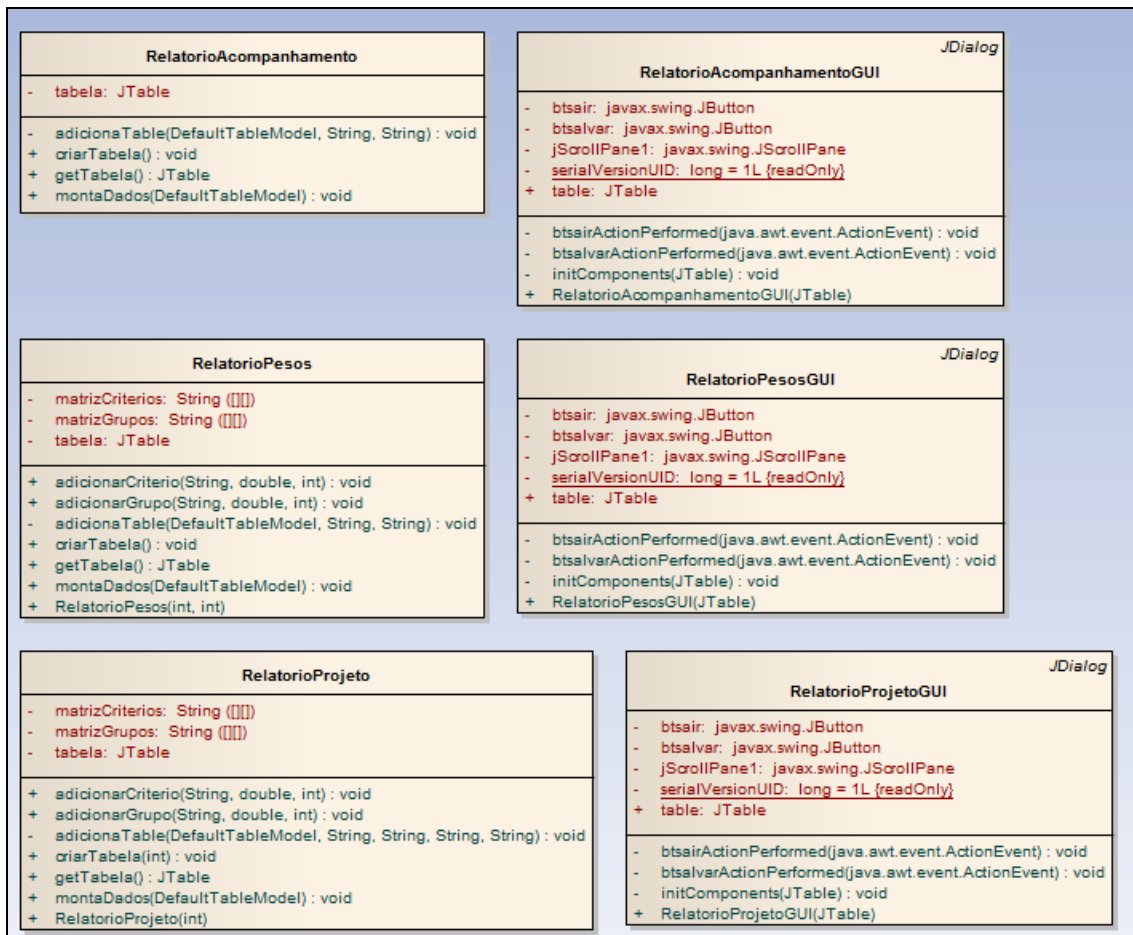 RelatorioAcompanhamento
- tabela: JTable
- adicionaTable(DefaultTableModel, String, String) : void
+ criarTabela() : void
+ getTabela() : JTable
+ montaDados(DefaultTableModel) : void
JDialog
RelatorioAcompanhamentoGUI
- btsair: javax.swing.JButton
- btsalvar: javax.swing.JButton
- jScrollPane1: javax.swing.JScrollPane
- serialVersionUID: long = 1L {readOnly}
+ table: JTable
- btsairActionPerformed(java.awt.event.ActionEvent) : void
- btsalvarActionPerformed(java.awt.event.ActionEvent) : void
- initComponents(JTable) : void
+ RelatorioAcompanhamentoGUI(JTable)
RelatorioPesos
- matrizCriterios: String ([][])
- matrizGrupos: String ([][])
- tabela: JTable
+ adicionarCriterio(String, double, int) : void
+ adicionarGrupo(String, double, int) : void
- adicionaTable(DefaultTableModel, String, String) : void
+ criarTabela() : void
+ getTabela() : JTable
+ montaDados(DefaultTableModel) : void
+ RelatorioPesos(int, int)
JDialog
RelatorioPesosGUI
- btsair: javax.swing.JButton
- btsalvar: javax.swing.JButton
- jScrollPane1: javax.swing.JScrollPane
- serialVersionUID: long = 1L {readOnly}
+ table: JTable
- btsairActionPerformed(java.awt.event.ActionEvent) : void
- btsalvarActionPerformed(java.awt.event.ActionEvent) : void
- initComponents(JTable) : void
+ RelatorioPesosGUI(JTable)
RelatorioProjeto
- matrizCriterios: String ([][])
- matrizGrupos: String ([][])
- tabela: JTable
+ adicionarCriterio(String, double, int) : void
+ adicionarGrupo(String, double, int) : void
- adicionaTable(DefaultTableModel, String, String, String, String) : void
+ criarTabela(int) : void
+ getTabela() : JTable
+ montaDados(DefaultTableModel) : void
+ RelatorioProjeto(int)
JDialog
RelatorioProjetoGUI
- btsair: javax.swing.JButton
- btsalvar: javax.swing.JButton
- jScrollPane1: javax.swing.JScrollPane
- serialVersionUID: long = 1L {readOnly}
+ table: JTable
- btsairActionPerformed(java.awt.event.ActionEvent) : void
- btsalvarActionPerformed(java.awt.event.ActionEvent) : void
- initComponents(JTable) : void
+ RelatorioProjetoGUI(JTable)